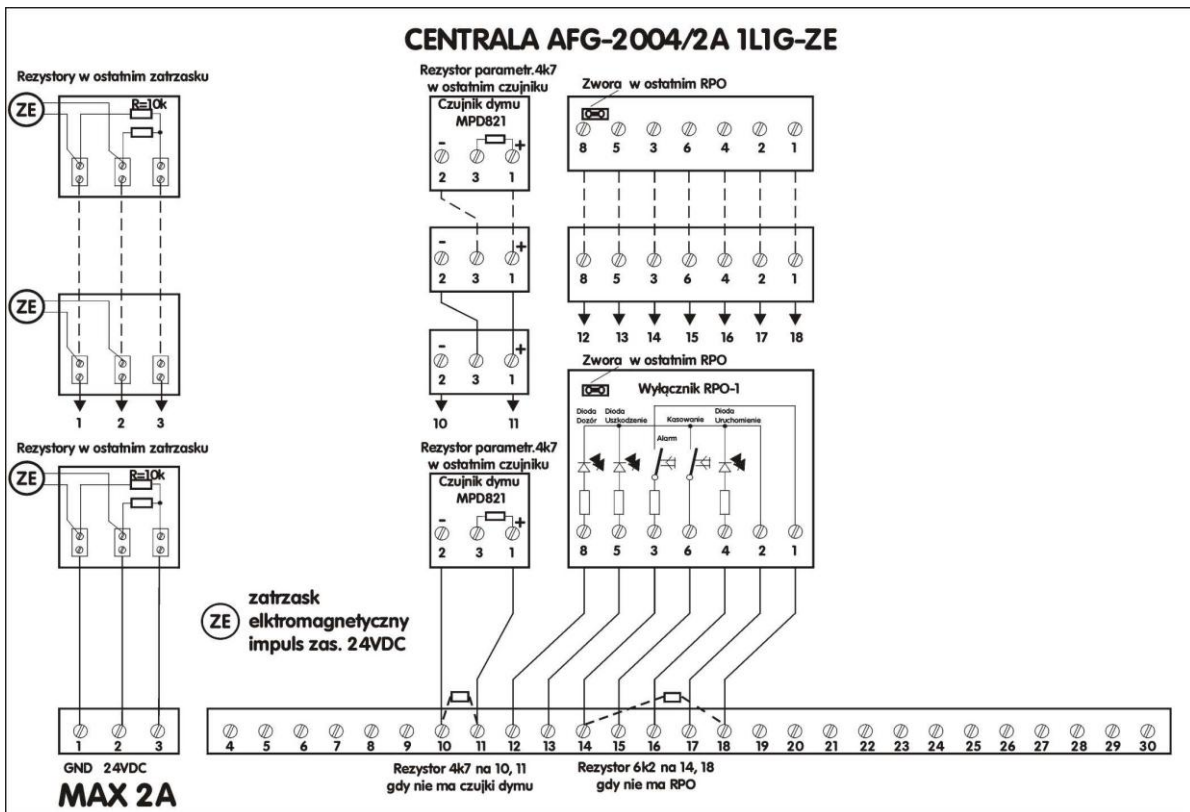 CENTRALA AFG-2004/2A 1L1G-ZE
Rezystory w ostatnim zatrzasku
ZE
R=10k
ZE
1 2 3
Rezystory w ostatnim zatrzasku
ZE
R=10k
Rezystor parametr.4k7
w ostatnim czujniku
Czujnik dymu
MPD821
- +
2 3 1
- +
2 3 1
- +
2 3 1
10 11
Rezystor parametr.4k7
w ostatnim czujniku
Czujnik dymu
MPD821
- +
2 3 1
Zwora w ostatnim RPO
8 5 3 6 4 2 1
8 5 3 6 4 2 1
12 13 14 15 16 17 18
Zwora w ostatnim RPO
Wyłącznik RPO-1
Dioda
Dozór
Dioda
Uszkodzenie
Alarm
Kasowanie
Dioda
Uruchomienie
8 5 3 6 4 2 1
ZE
zatrzask
elktromagnetyczny
impuls zas. 24VDC
1 2 3
GND 24VDC
MAX 2A
4 5 6 7 8 9 10 11 12 13 14 15 16 17 18 19 20 21 22 23 24 25 26 27 28 29 30
Rezystor 4k7 na 10, 11
gdy nie ma czujki dymu
Rezystor 6k2 na 14, 18
gdy nie ma RPO